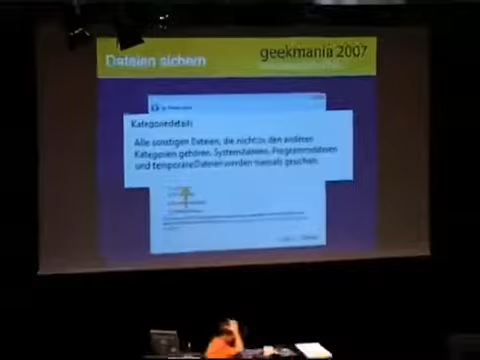 Dateien sichern
geekmania 2007
Kategoriedetails
Alle sonstigen Dateien, die nicht zu den anderen
Kategorien gehören. Systemdateien, Programmdateien
und temporäre Dateien werden niemals gesichert.